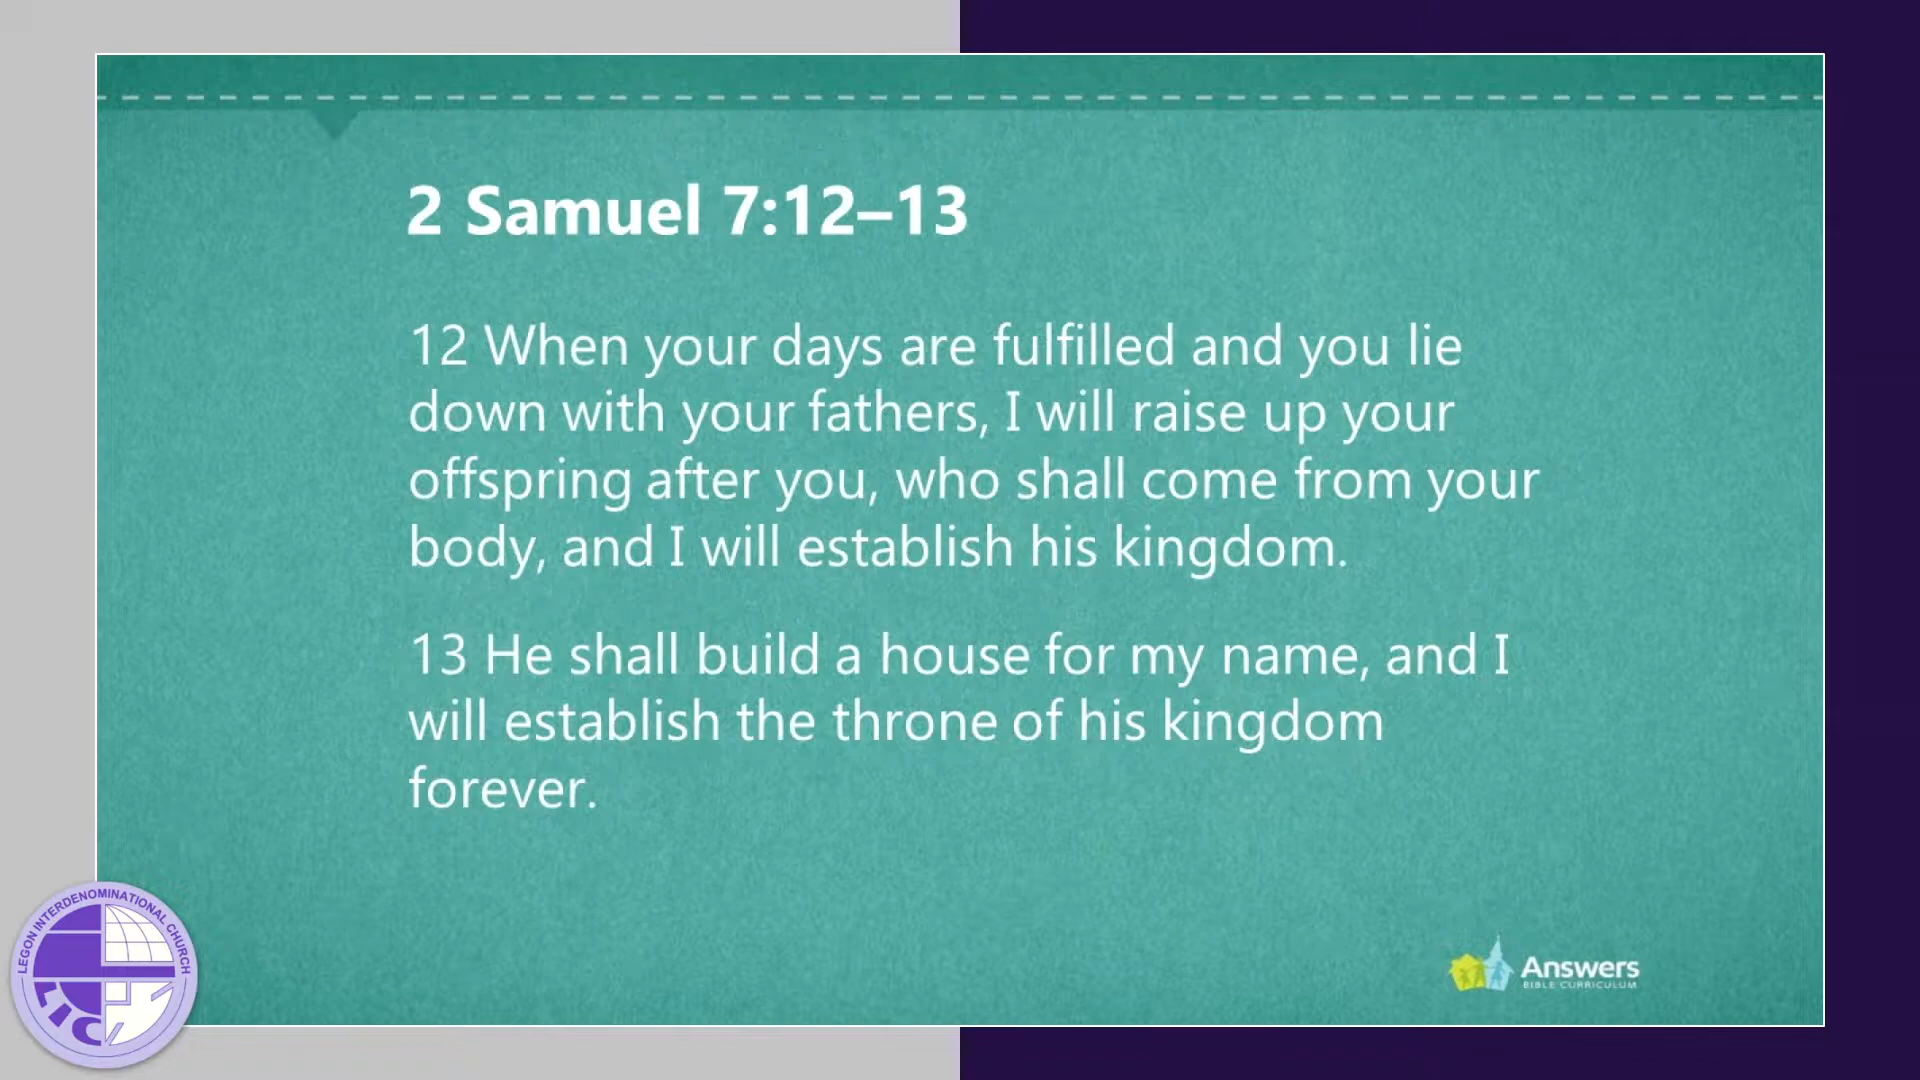 2 Samuel 7:12–13
12 When your days are fulfilled and you lie
down with your fathers, I will raise up your
offspring after you, who shall come from your
body, and I will establish his kingdom.
13 He shall build a house for my name, and I
will establish the throne of his kingdom
forever.
LEGON INTERDENOMINATIONAL CHURCH
LIC
Answers
BIBLE CURRICULUM